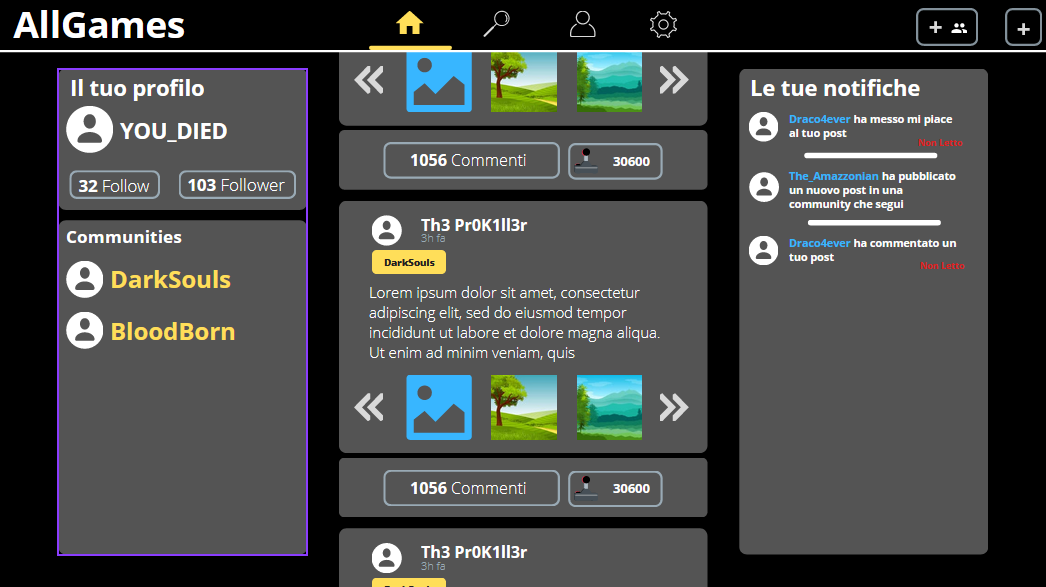 AllGames
+
+
Il tuo profilo
YOU_DIED
32 Follow
103 Follower
Communities
DarkSouls
BloodBorn
1056 Commenti
30600
Th3 Pr0K1ll3r
3h fa
DarkSouls
Lorem ipsum dolor sit amet, consectetur
adipiscing elit, sed do eiusmod tempor
incididunt ut labore et dolore magna aliqua.
Ut enim ad minim veniam, quis
1056 Commenti
30600
Th3 Pr0K1ll3r
3h fa
Le tue notifiche
Draco4ever ha messo mi piace
al tuo post
Non Letto
The_Amazzonian ha pubblicato
un nuovo post in una
community che segui
Draco4ever ha commentato un
tuo post
Non Letto